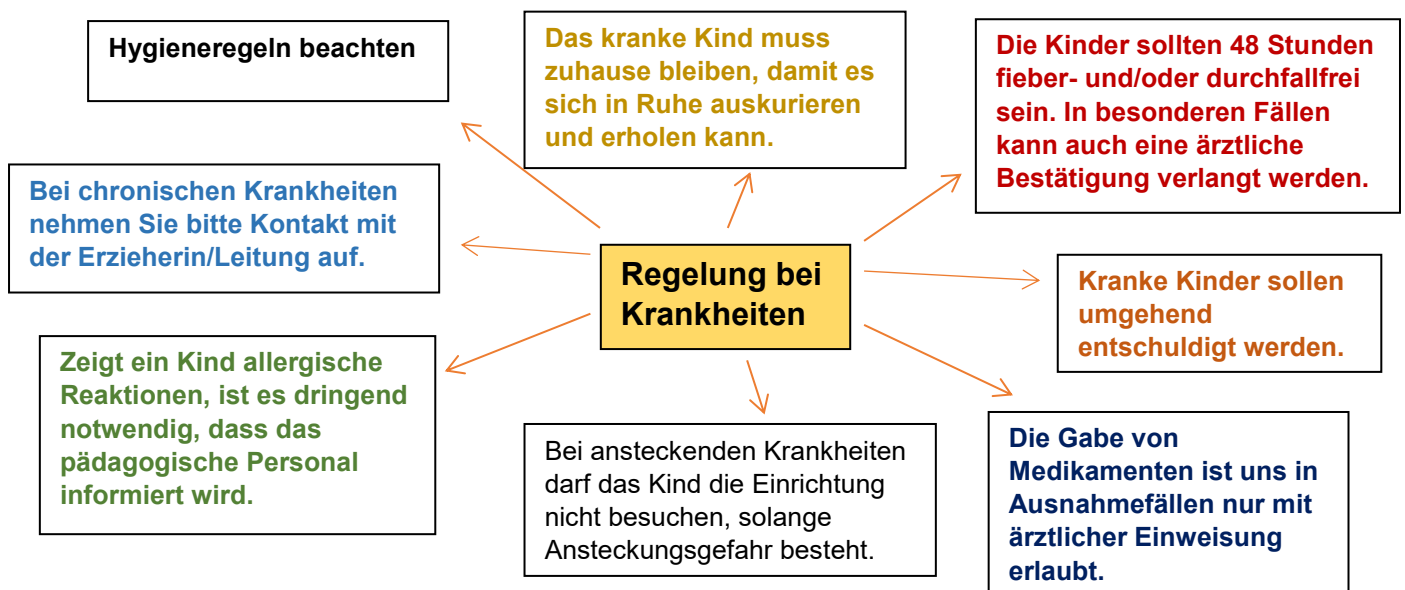 Hygieneregeln beachten
Das kranke Kind muss
zuhause bleiben, damit es
sich in Ruhe auskurieren
und erholen kann.
Die Kinder sollten 48 Stunden
fieber- und/oder durchfallfrei
sein. In besonderen Fällen
kann auch eine ärztliche
Bestätigung verlangt werden.
Bei chronischen Krankheiten
nehmen Sie bitte Kontakt mit
der Erzieherin/Leitung auf.
Regelung bei
Krankheiten
Kranke Kinder sollen
umgehend
entschuldigt werden.
Zeigt ein Kind allergische
Reaktionen, ist es dringend
notwendig, dass das
pädagogische Personal
informiert wird.
Bei ansteckenden Krankheiten
darf das Kind die Einrichtung
nicht besuchen, solange
Ansteckungsgefahr besteht.
Die Gabe von
Medikamenten ist uns in
Ausnahmefällen nur mit
ärztlicher Einweisung
erlaubt.